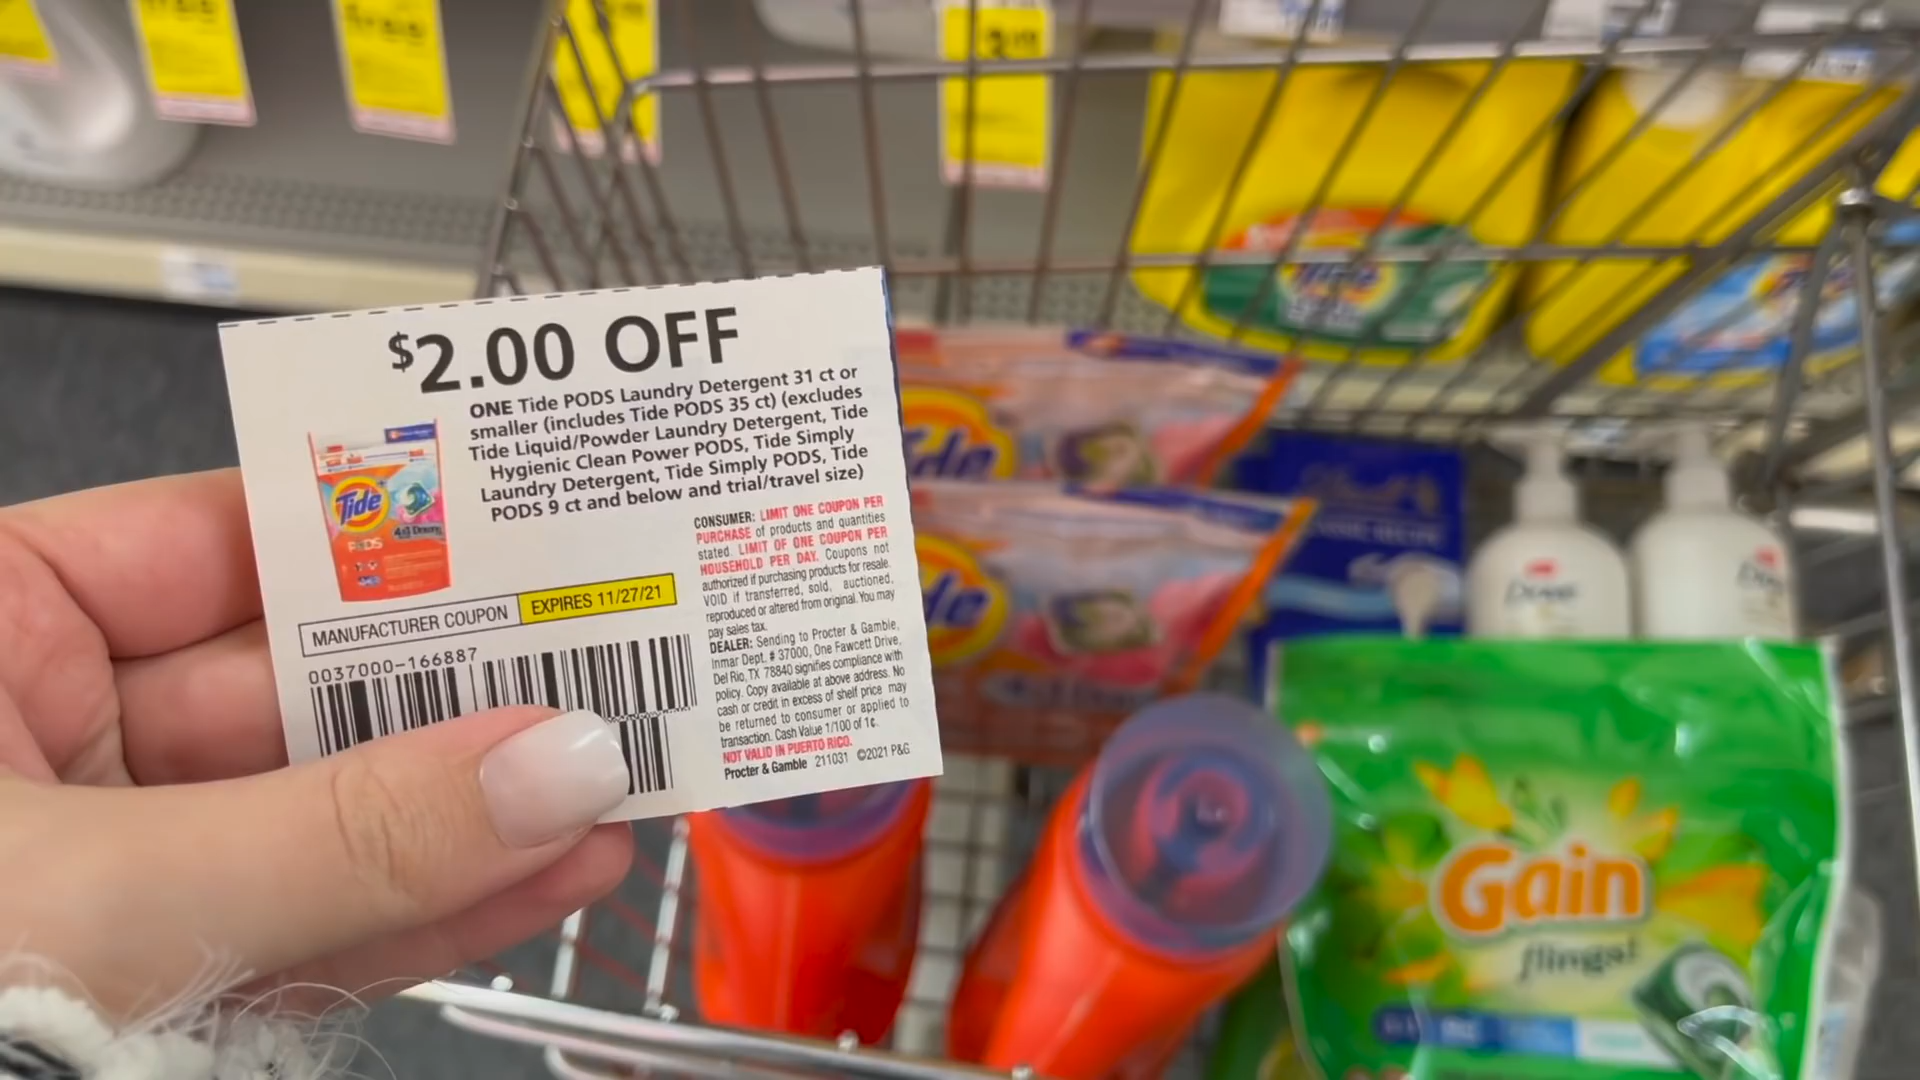 $2.00 OFF
ONE Tide PODS Laundry Detergent 31 ct or
smaller (includes Tide PODS 35 ct) (excludes
Tide Liquid/Powder Laundry Detergent, Tide
Hygienic Clean Power PODS, Tide Simply
Laundry Detergent, Tide Simply PODS, Tide
PODS 9 ct and below and trial/travel size)
Tide
PODS
MANUFACTURER COUPON EXPIRES 11/27/21
0037000-166887
CONSUMER: LIMIT ONE COUPON PER
PURCHASE of products and quantities
stated. LIMIT OF ONE COUPON PER
HOUSEHOLD PER DAY. Coupons not
authorized if purchasing products for resale.
VOID if transferred, sold, auctioned,
reproduced or altered from original. You may
pay sales tax.
DEALER: Sending to Procter & Gamble,
Inmar Dept. # 37000, One Fawcett Drive,
Del Rio, TX 78840 signifies compliance with
policy. Copy available at above address. No
cash or credit in excess of shelf price may
be returned to consumer or applied to
transaction. Cash Value 1/100 of 1¢.
NOT VALID IN PUERTO RICO.
Procter & Gamble 211031 ©2021 P&G
Tide
Tide
Tide
Dove
Dove
Gain
flings!